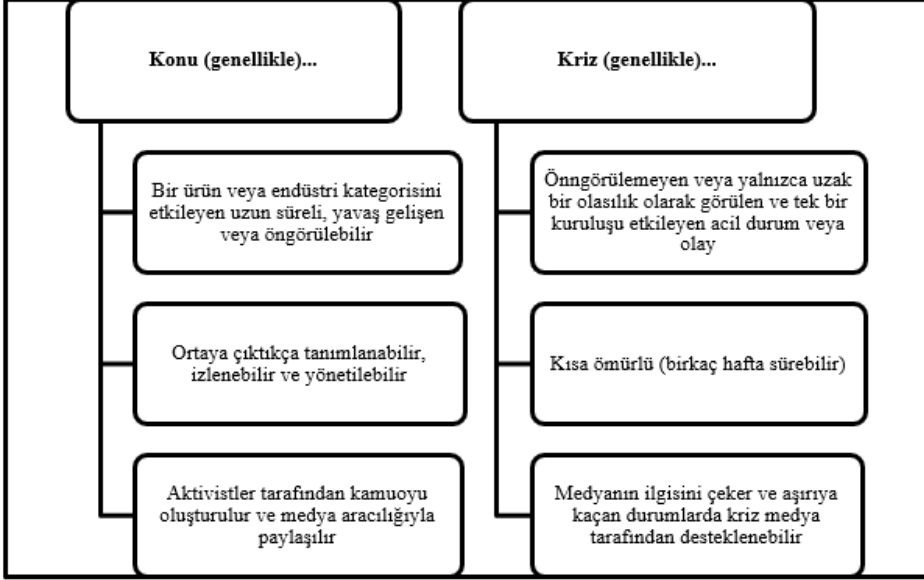 Konu (genellikle)...
Bir ürün veya endüstri kategorisini
etkileyen uzun süreli, yavaş gelişen
veya öngörülebilir
Ortaya çıktıkça tanımlanabilir,
izlenebilir ve yönetilebilir
Aktivistler tarafından kamuoyu
oluşturulur ve medya aracılığıyla
paylaşılır
Kriz (genellikle)...
Önngörülemeyen veya yalnızca uzak
bir olasılık olarak görülen ve tek bir
kuruluşu etkileyen acil durum veya
olay
Kısa ömürlü (birkaç hafta sürebilir)
Medyanın ilgisini çeker ve aşırıya
kaçan durumlarda kriz medya
tarafından desteklenebilir